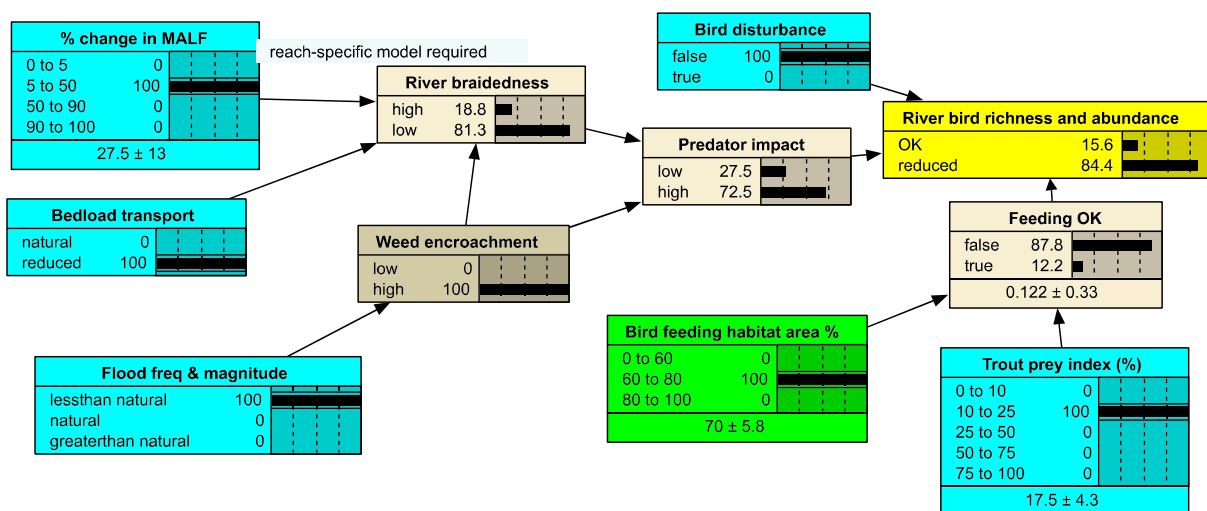 % change in MALF
0 to 5 0
5 to 50 100
50 to 90 0
90 to 100 0
27.5 ± 13
reach-specific model required
Bird disturbance
false 100
true 0
River braidedness
high 18.8
low 81.3
River bird richness and abundance
OK 15.6
reduced 84.4
Predator impact
low 27.5
high 72.5
Bedload transport
natural 0
reduced 100
Weed encroachment
low 0
high 100
Feeding OK
false 87.8
true 12.2
0.122 ± 0.33
Bird feeding habitat area %
0 to 60 0
60 to 80 100
80 to 100 0
70 ± 5.8
Flood freq & magnitude
lessthan natural 100
natural 0
greaterthan natural 0
Trout prey index (%)
0 to 10 0
10 to 25 100
25 to 50 0
50 to 75 0
75 to 100 0
17.5 ± 4.3